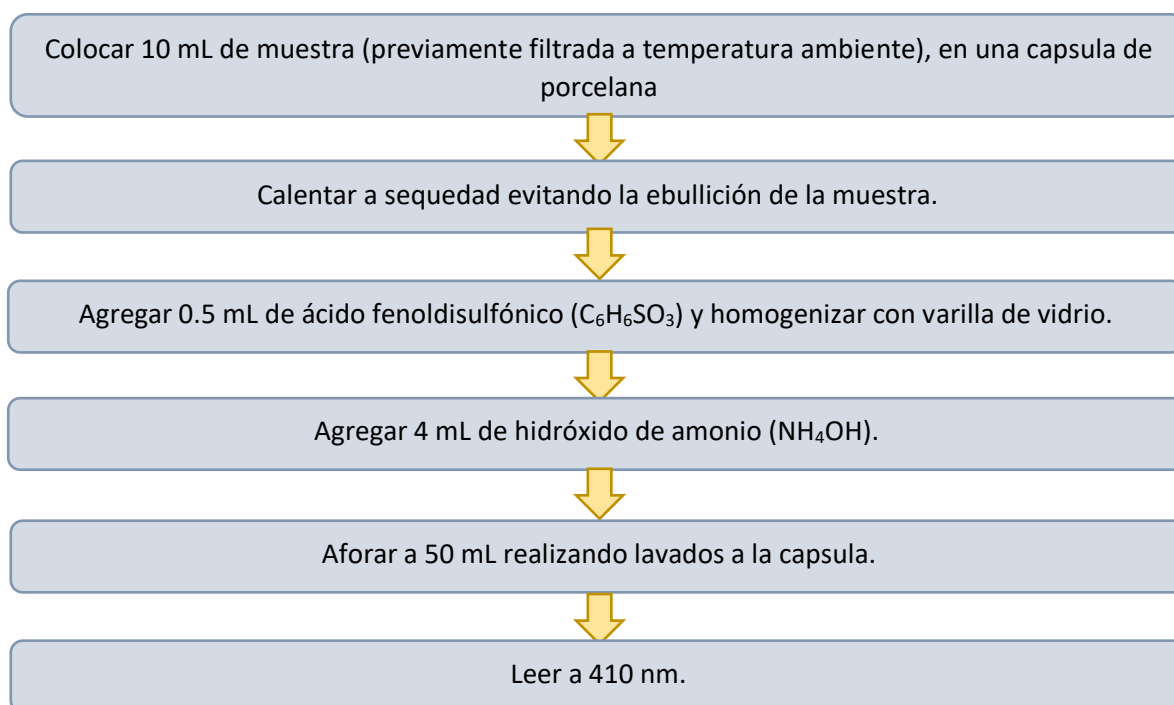 Colocar 10 mL de muestra (previamente filtrada a temperatura ambiente), en una capsula de
porcelana
Calentar a sequedad evitando la ebullición de la muestra.
Agregar 0.5 mL de ácido fenoldisulfónico (C₆H₆SO₃) y homogenizar con varilla de vidrio.
Agregar 4 mL de hidróxido de amonio (NH₄OH).
Aforar a 50 mL realizando lavados a la capsula.
Leer a 410 nm.